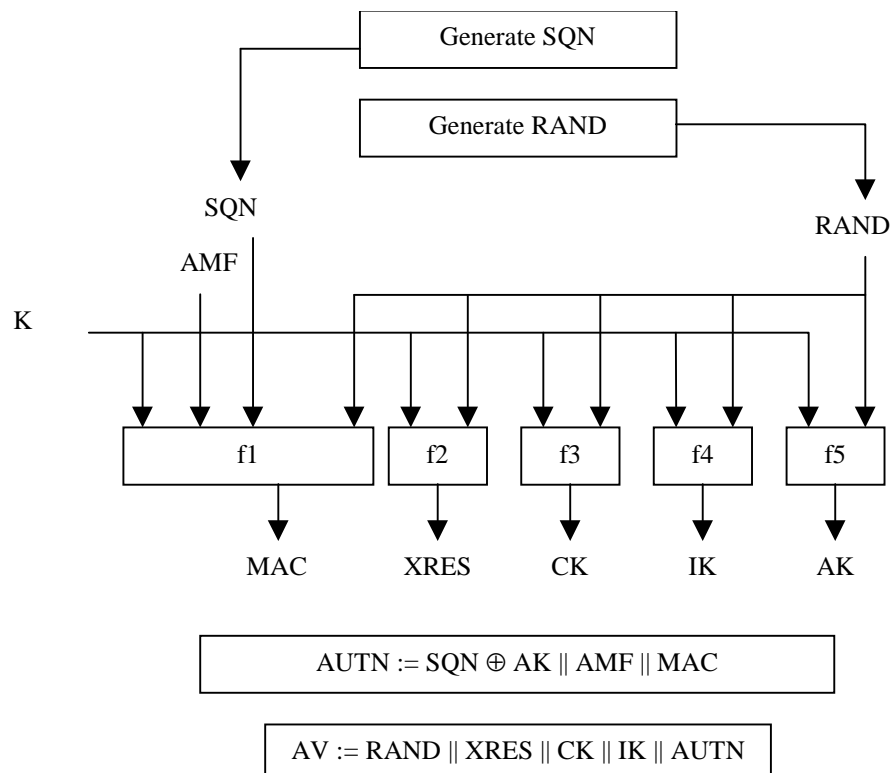 Generate SQN
Generate RAND
SQN
RAND
AMF
K
f1 f2 f3 f4 f5
MAC XRES CK IK AK
AUTN := SQN ⊕ AK || AMF || MAC
AV := RAND || XRES || CK || IK || AUTN